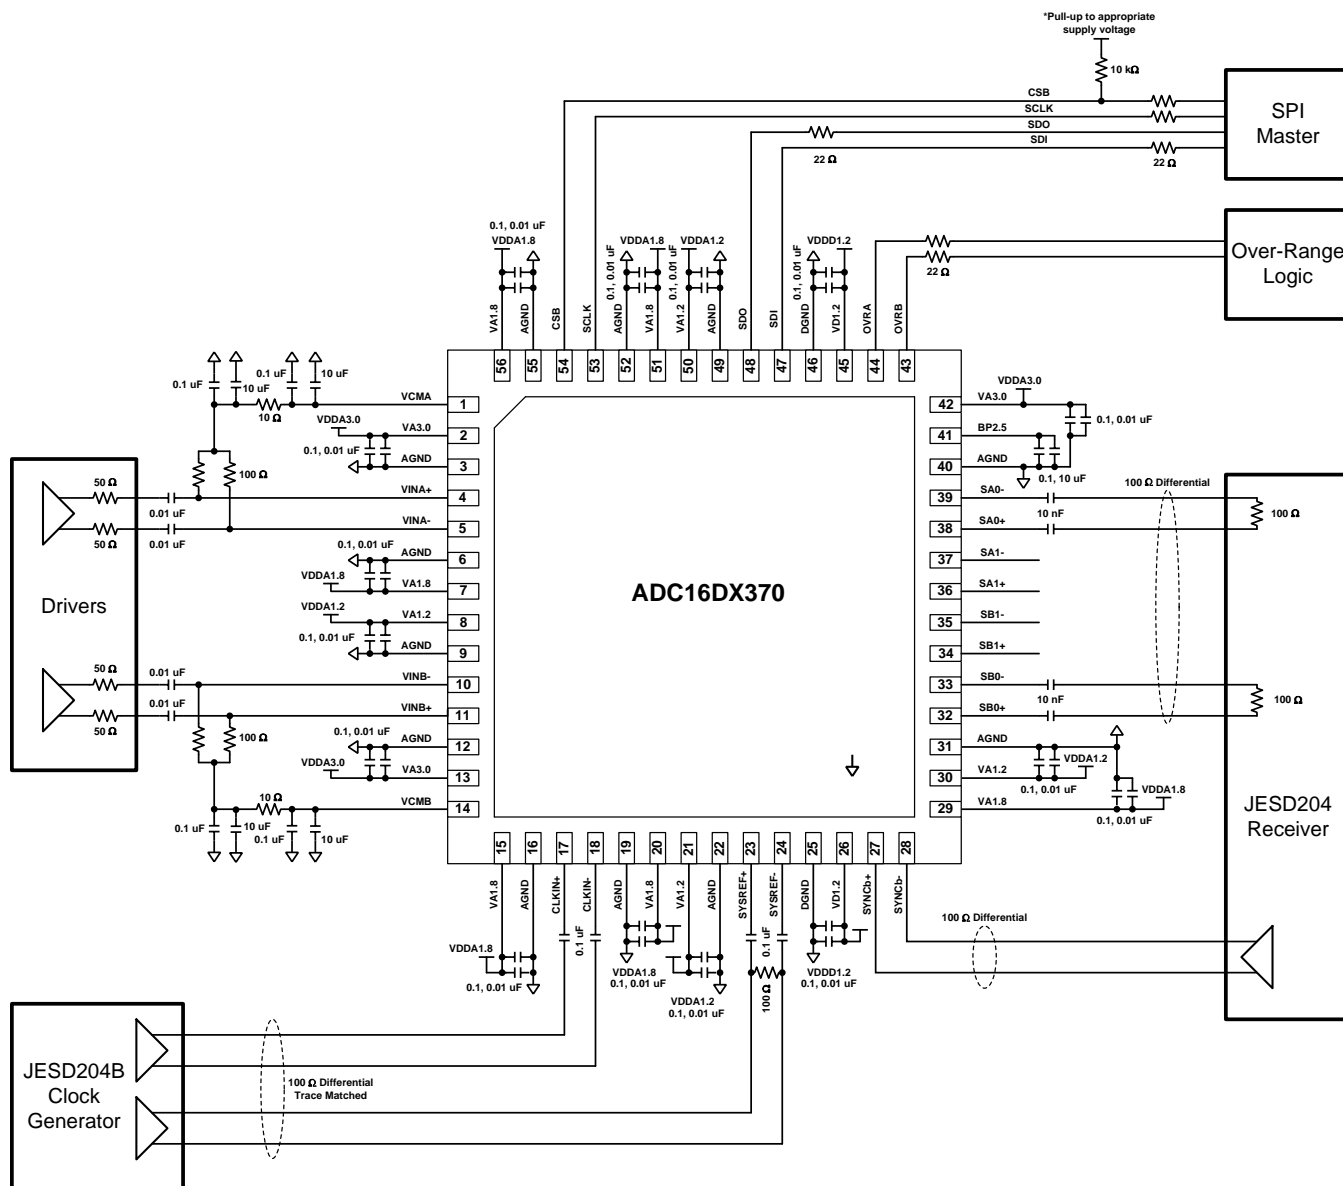 *Pull-up to appropriate
supply voltage
10 kΩ
CSB
SCLK
SDO
SDI
22 Ω
22 Ω
SPI
Master
Over-Range
Logic
22 Ω
0.1, 0.01 uF
VDDA1.8
0.1, 0.01 uF
VDDA1.8
0.1, 0.01 uF
VDDA1.2
0.1, 0.01 uF
VDDD1.2
VA1.8
AGND
CSB
SCLK
AGND
VA1.8
VA1.2
AGND
SDO
SDI
DGND
VD1.2
OVRA
OVRB
56
55
54
53
52
51
50
49
48
47
46
45
44
43
0.1 uF
10 uF
0.1 uF
10 uF
10 Ω
VCMA
1
VDDA3.0
VA3.0
2
0.1, 0.01 uF
AGND
3
100 Ω
50 Ω
0.01 uF
VINA+
4
50 Ω
0.01 uF
VINA-
5
0.1, 0.01 uF
AGND
6
VDDA1.8
VA1.8
7
VDDA1.2
VA1.2
8
0.1, 0.01 uF
AGND
9
Drivers
50 Ω
0.01 uF
VINB-
10
50 Ω
0.01 uF
VINB+
11
100 Ω
0.1, 0.01 uF
AGND
12
VDDA3.0
VA3.0
13
10 Ω
VCMB
14
0.1 uF
10 uF
0.1 uF
10 uF
ADC16DX370
42
VA3.0
VDDA3.0
0.1, 0.01 uF
41
BP2.5
40
AGND
0.1, 10 uF
39
SA0-
10 nF
38
SA0+
100 Ω Differential
100 Ω
37
SA1-
36
SA1+
35
SB1-
34
SB1+
33
SB0-
10 nF
32
SB0+
100 Ω
31
AGND
30
VA1.2
VDDA1.2
0.1, 0.01 uF
29
VA1.8
VDDA1.8
0.1, 0.01 uF
JESD204
Receiver
15
16
17
18
19
20
21
22
23
24
25
26
27
28
VA1.8
AGND
CLKIN+
CLKIN-
AGND
VA1.8
VA1.2
AGND
SYSREF+
SYSREF-
DGND
VD1.2
SYNCb+
SYNCb-
VDDA1.8
0.1, 0.01 uF
0.1 uF
VDDA1.8
0.1, 0.01 uF
VDDA1.2
0.1, 0.01 uF
0.1 uF
100 Ω
VDDD1.2
0.1, 0.01 uF
100 Ω Differential
JESD204B
Clock
Generator
100 Ω Differential
Trace Matched